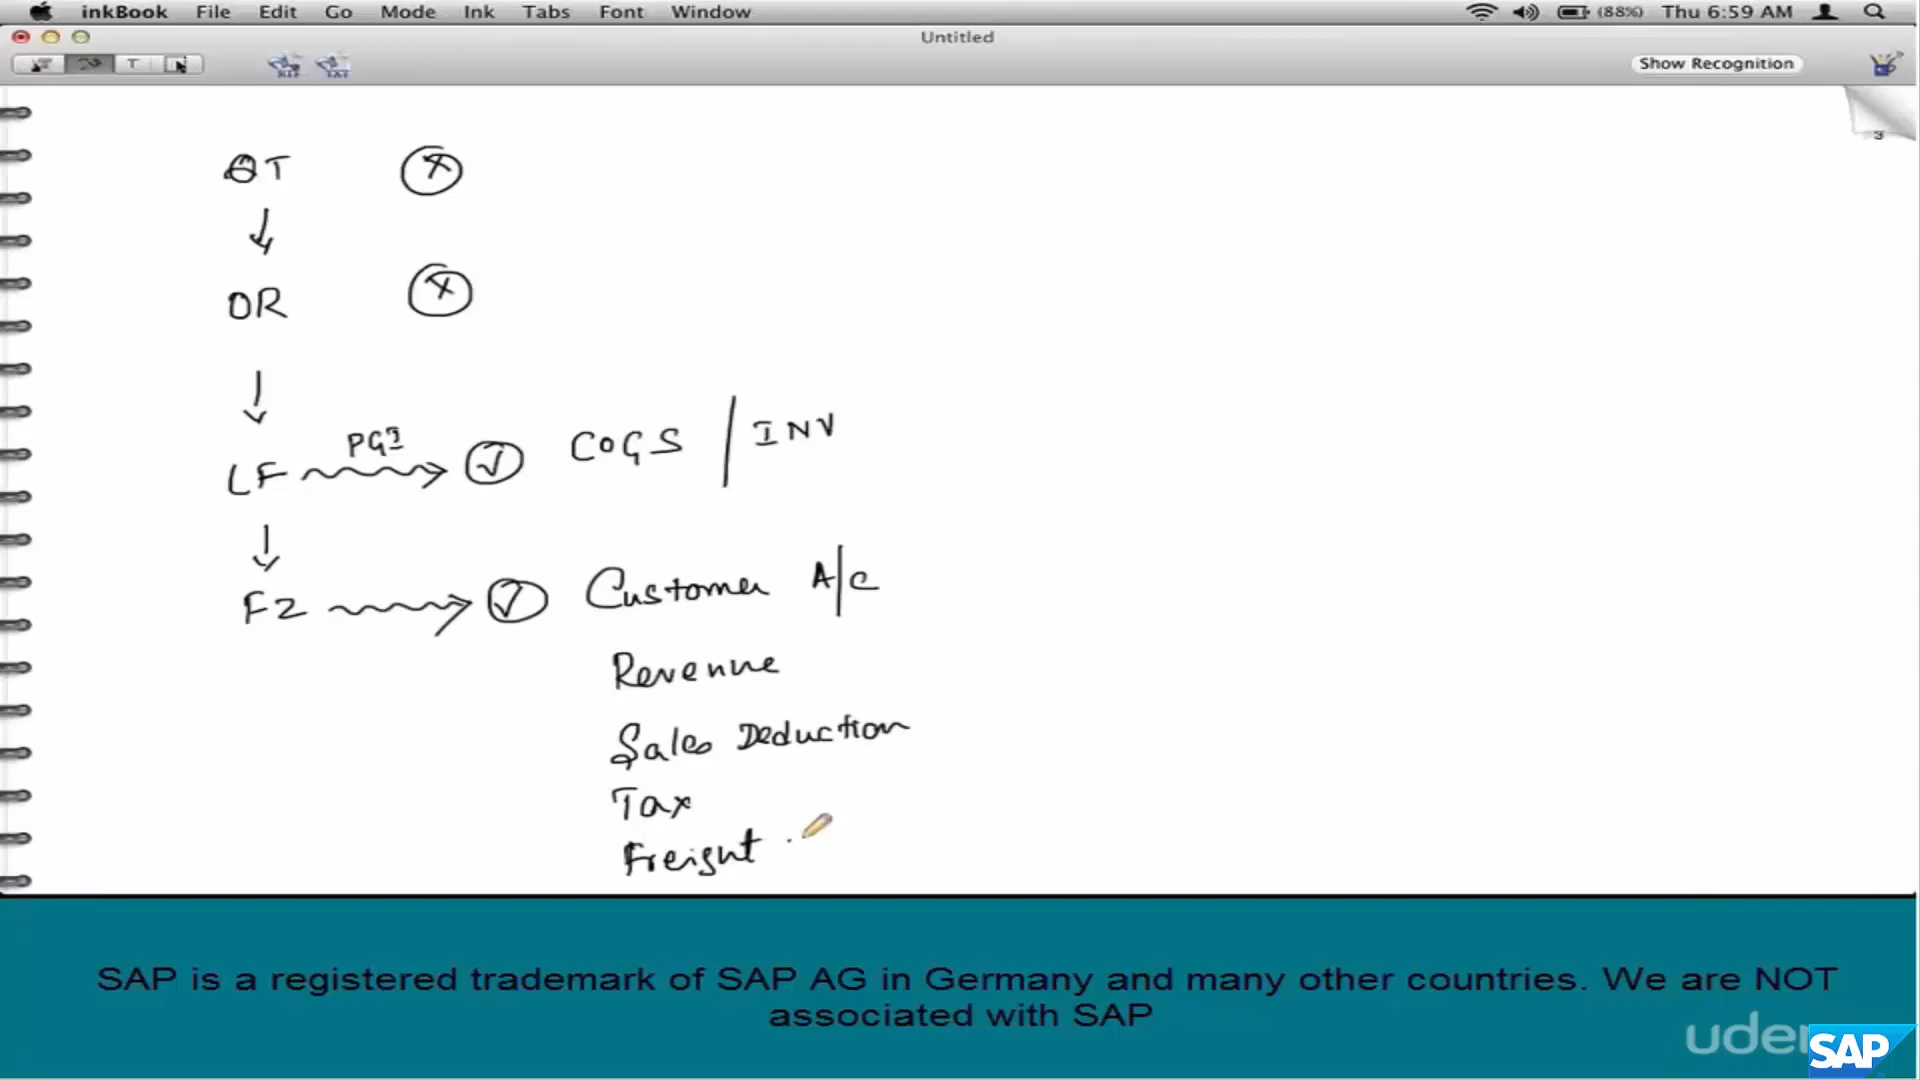 inkBook File Edit Go Mode Ink Tabs Font Window (88%) Thu 6:59 AM
Untitled
T Show Recognition
3
QT X
OR X
PGI
LF COGS / INV
F2 Customer A/C
Revenue
Sales Deduction
Tax
Freight
SAP is a registered trademark of SAP AG in Germany and many other countries. We are NOT
associated with SAP
SAP